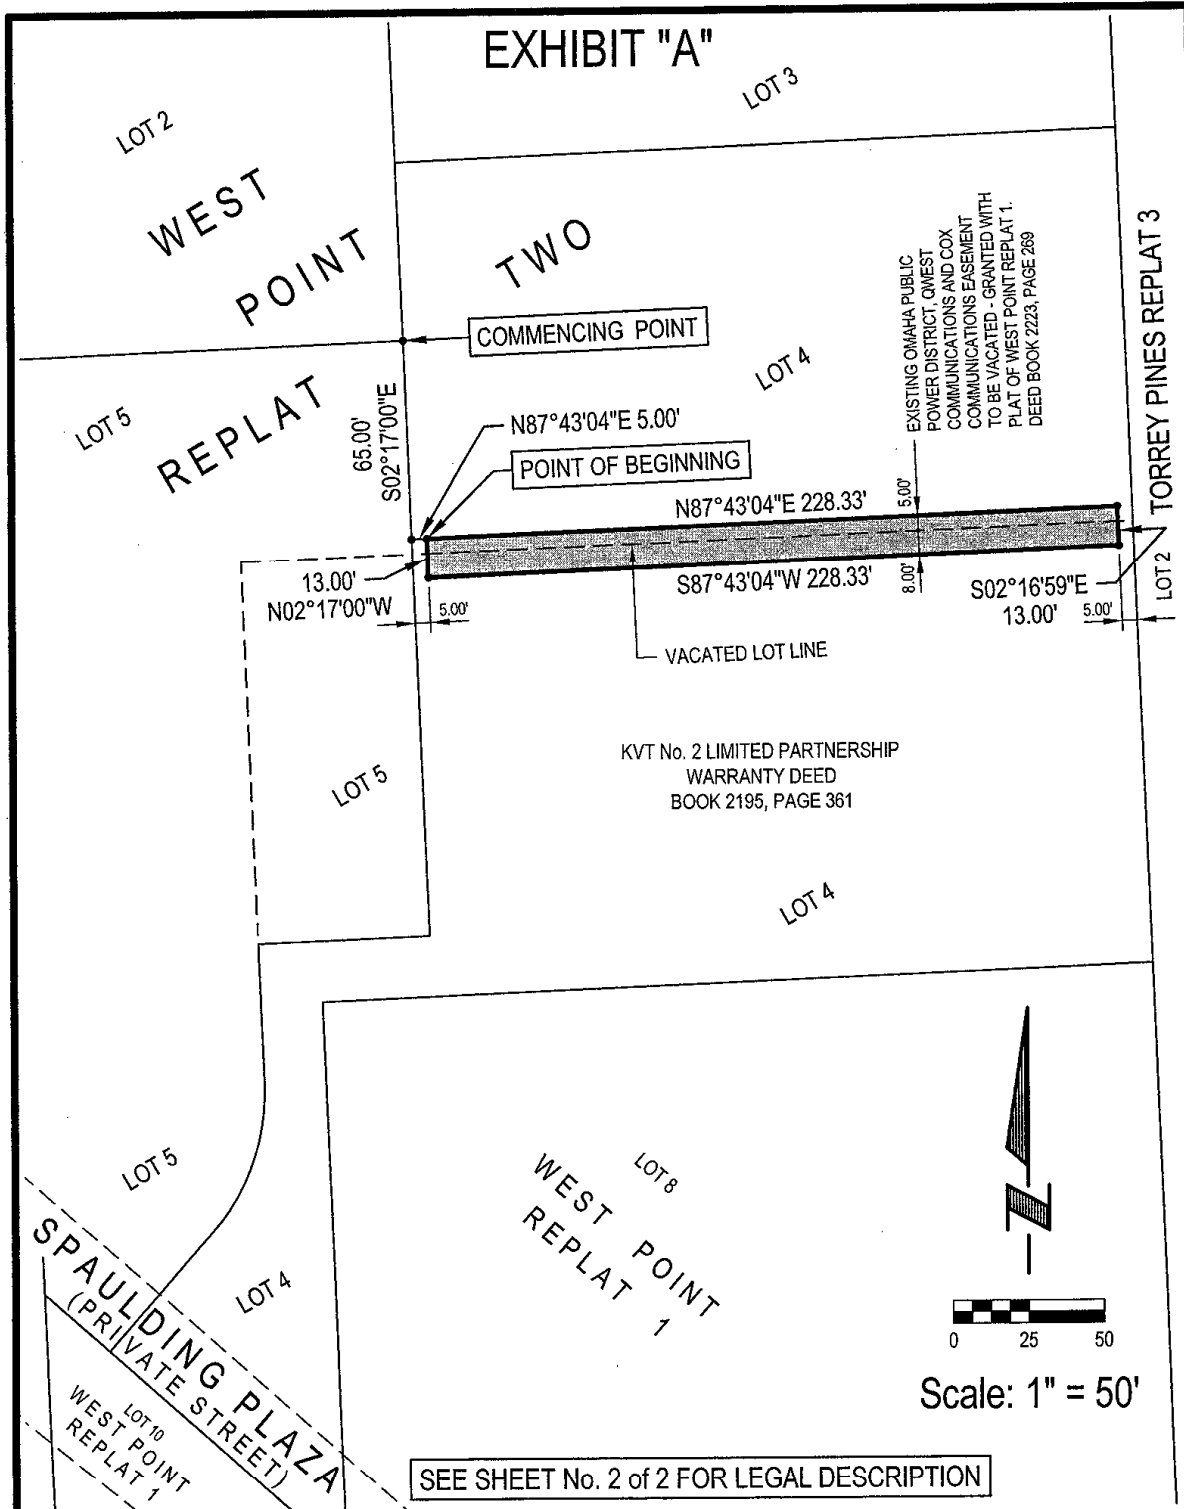 EXHIBIT "A"
LOT 2
LOT 3
WEST
POINT
TWO
REPLAT
COMMENCING POINT
LOT 5
LOT 4
EXISTING OMAHA PUBLIC
POWER DISTRICT, QWEST
COMMUNICATIONS AND COX
COMMUNICATIONS EASEMENT
TO BE VACATED - GRANTED WITH
PLAT OF WEST POINT REPLAT 1.
DEED BOOK 2223, PAGE 269
TORREY PINES REPLAT 3
LOT 2
65.00'
S02°17'00"E
N87°43'04"E 5.00'
POINT OF BEGINNING
N87°43'04"E 228.33'
5.00'
13.00'
N02°17'00"W
5.00'
S87°43'04"W 228.33'
8.00'
S02°16'59"E
13.00'
5.00'
VACATED LOT LINE
KVT No. 2 LIMITED PARTNERSHIP
WARRANTY DEED
BOOK 2195, PAGE 361
LOT 5
LOT 4
LOT 5
LOT 4
LOT 8
WEST POINT
REPLAT 1
SPAULDING PLAZA
(PRIVATE STREET)
LOT 10
WEST POINT
REPLAT 1
Z
0 25 50
Scale: 1" = 50'
SEE SHEET No. 2 of 2 FOR LEGAL DESCRIPTION